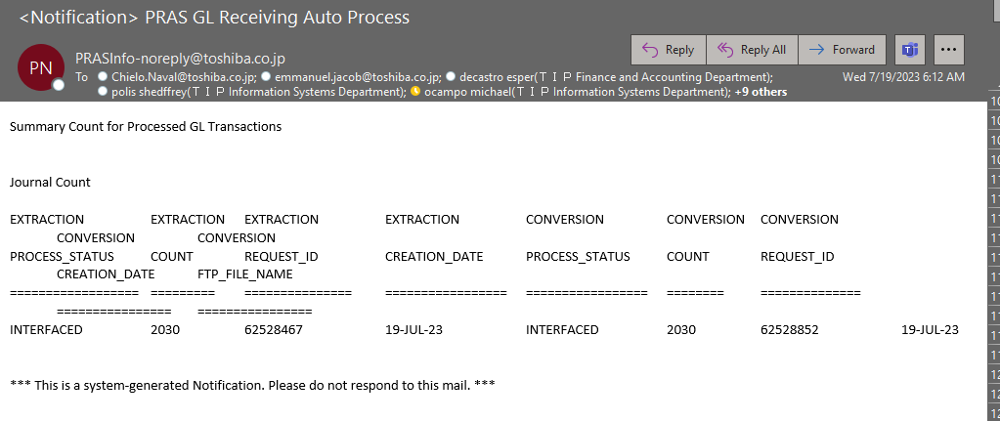 <Notification> PRAS GL Receiving Auto Process
PN
PRASInfo-noreply@toshiba.co.jp
Reply
Reply All
Forward
To Chielo.Naval@toshiba.co.jp; emmanuel.jacob@toshiba.co.jp; decastro esper(ＴＩＰ Finance and Accounting Department);
polis shedffrey(ＴＩＰ Information Systems Department); ocampo michael(ＴＩＰ Information Systems Department); +9 others
Wed 7/19/2023 6:12 AM
Summary Count for Processed GL Transactions
Journal Count
EXTRACTION EXTRACTION EXTRACTION EXTRACTION CONVERSION CONVERSION CONVERSION
CONVERSION CONVERSION
PROCESS_STATUS COUNT REQUEST_ID CREATION_DATE PROCESS_STATUS COUNT REQUEST_ID
CREATION_DATE FTP_FILE_NAME
================== ========= =============== ================= ================= ======== ==============
================ ================
INTERFACED 2030 62528467 19-JUL-23 INTERFACED 2030 62528852 19-JUL-23
*** This is a system-generated Notification. Please do not respond to this mail. ***